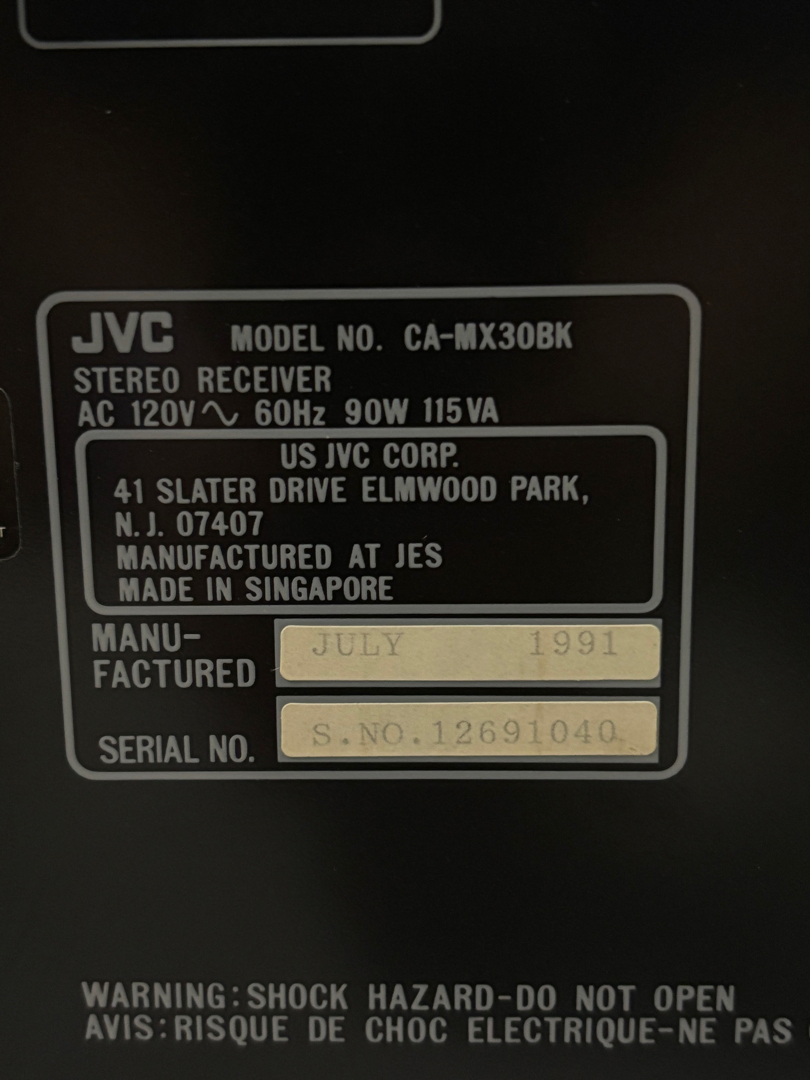 JVC MODEL NO. CA-MX30BK
STEREO RECEIVER
AC 120V∿ 60Hz 90W 115VA
US JVC CORP.
41 SLATER DRIVE ELMWOOD PARK,
N.J. 07407
MANUFACTURED AT JES
MADE IN SINGAPORE
MANU-
FACTURED
JULY 1991
SERIAL NO.
S.NO.12691040
WARNING:SHOCK HAZARD-DO NOT OPEN
AVIS:RISQUE DE CHOC ELECTRIQUE-NE PAS